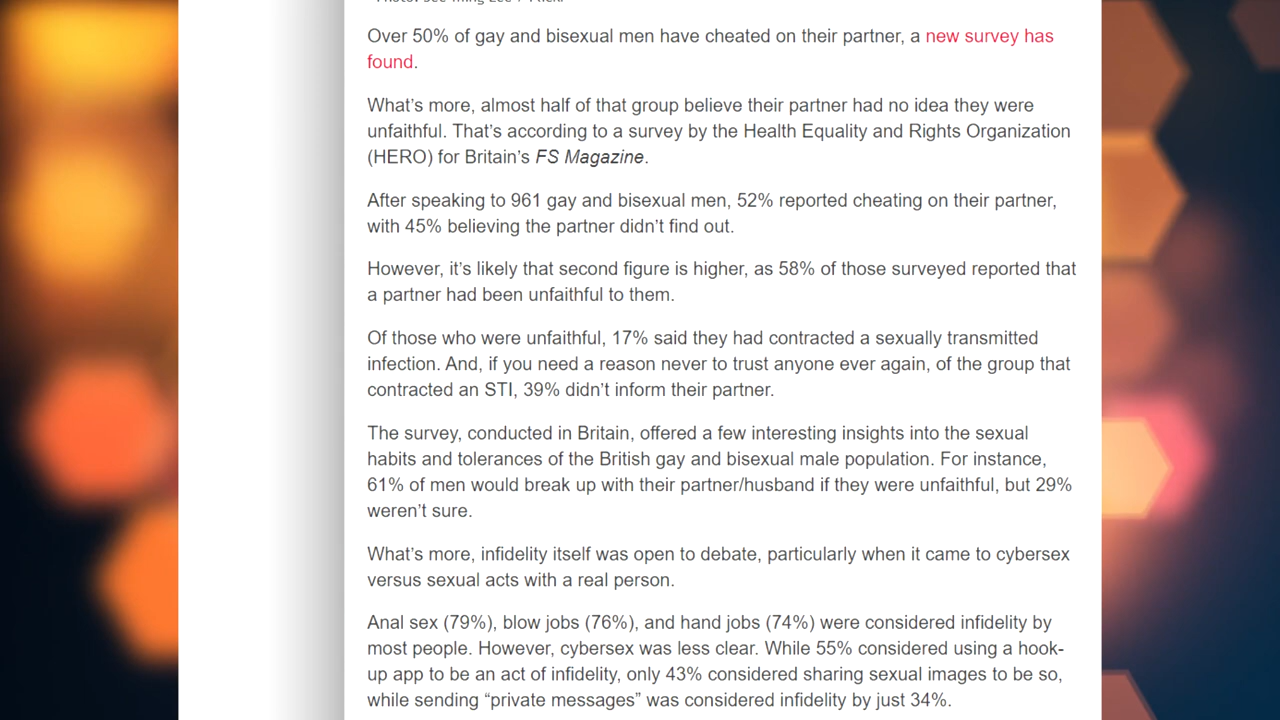 Over 50% of gay and bisexual men have cheated on their partner, a new survey has
found.
What's more, almost half of that group believe their partner had no idea they were
unfaithful. That's according to a survey by the Health Equality and Rights Organization
(HERO) for Britain's FS Magazine.
After speaking to 961 gay and bisexual men, 52% reported cheating on their partner,
with 45% believing the partner didn't find out.
However, it's likely that second figure is higher, as 58% of those surveyed reported that
a partner had been unfaithful to them.
Of those who were unfaithful, 17% said they had contracted a sexually transmitted
infection. And, if you need a reason never to trust anyone ever again, of the group that
contracted an STI, 39% didn't inform their partner.
The survey, conducted in Britain, offered a few interesting insights into the sexual
habits and tolerances of the British gay and bisexual male population. For instance,
61% of men would break up with their partner/husband if they were unfaithful, but 29%
weren't sure.
What's more, infidelity itself was open to debate, particularly when it came to cybersex
versus sexual acts with a real person.
Anal sex (79%), blow jobs (76%), and hand jobs (74%) were considered infidelity by
most people. However, cybersex was less clear. While 55% considered using a hook-
up app to be an act of infidelity, only 43% considered sharing sexual images to be so,
while sending “private messages” was considered infidelity by just 34%.